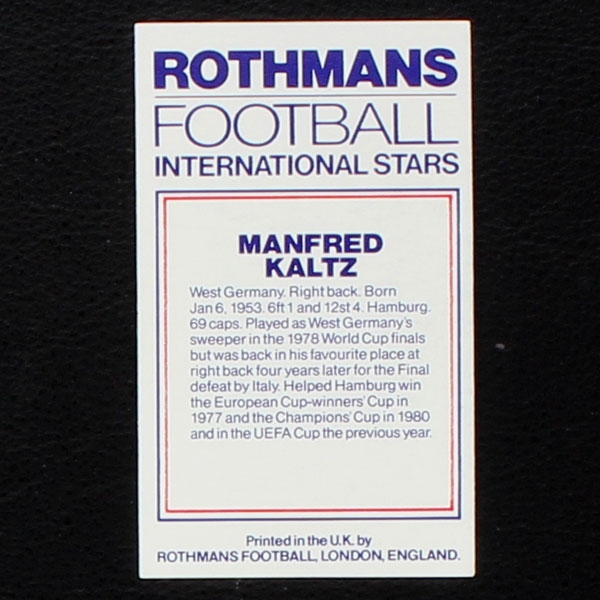 ROTHMANS
FOOTBALL
INTERNATIONAL STARS
MANFRED
KALTZ
West Germany. Right back. Born
Jan 6, 1953. 6ft 1 and 12st 4. Hamburg.
69 caps. Played as West Germany's
sweeper in the 1978 World Cup finals
but was back in his favourite place at
right back four years later for the Final
defeat by Italy. Helped Hamburg win
the European Cup-winners' Cup in
1977 and the Champions' Cup in 1980
and in the UEFA Cup the previous year.
Printed in the U.K. by
ROTHMANS FOOTBALL, LONDON, ENGLAND.